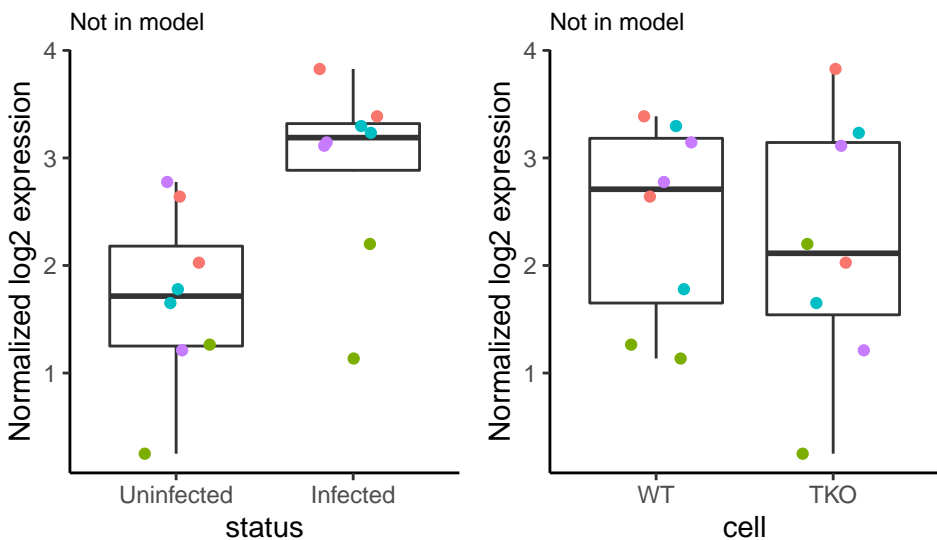 Not in model
Normalized log2 expression
4
3
2
1
Uninfected Infected
status
Not in model
Normalized log2 expression
4
3
2
1
WT TKO
cell